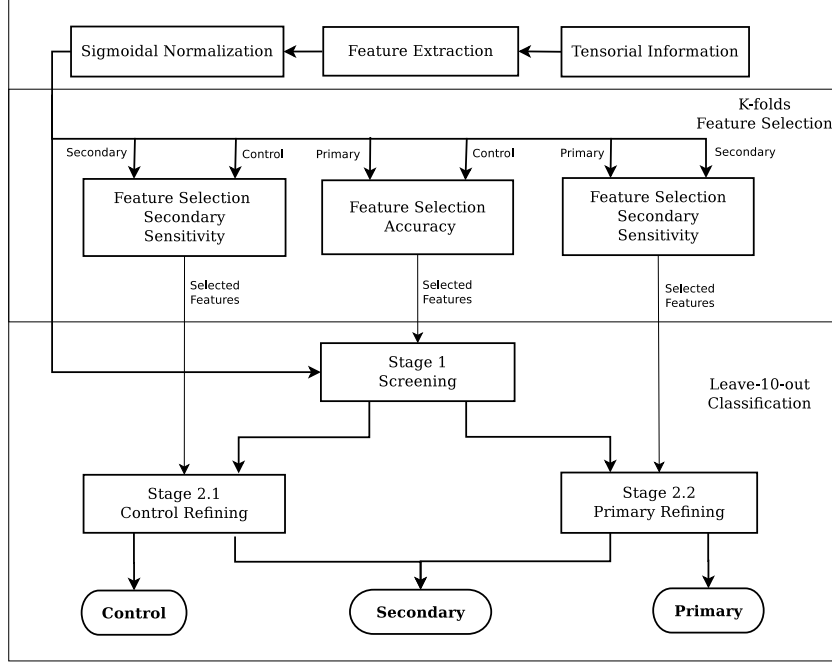 Sigmoidal Normalization
Feature Extraction
Tensorial Information
K-folds
Feature Selection
Secondary
Control
Primary
Control
Primary
Secondary
Feature Selection
Secondary
Sensitivity
Feature Selection
Accuracy
Feature Selection
Secondary
Sensitivity
Selected
Features
Selected
Features
Selected
Features
Stage 1
Screening
Leave-10-out
Classification
Stage 2.1
Control Refining
Stage 2.2
Primary Refining
Control
Secondary
Primary